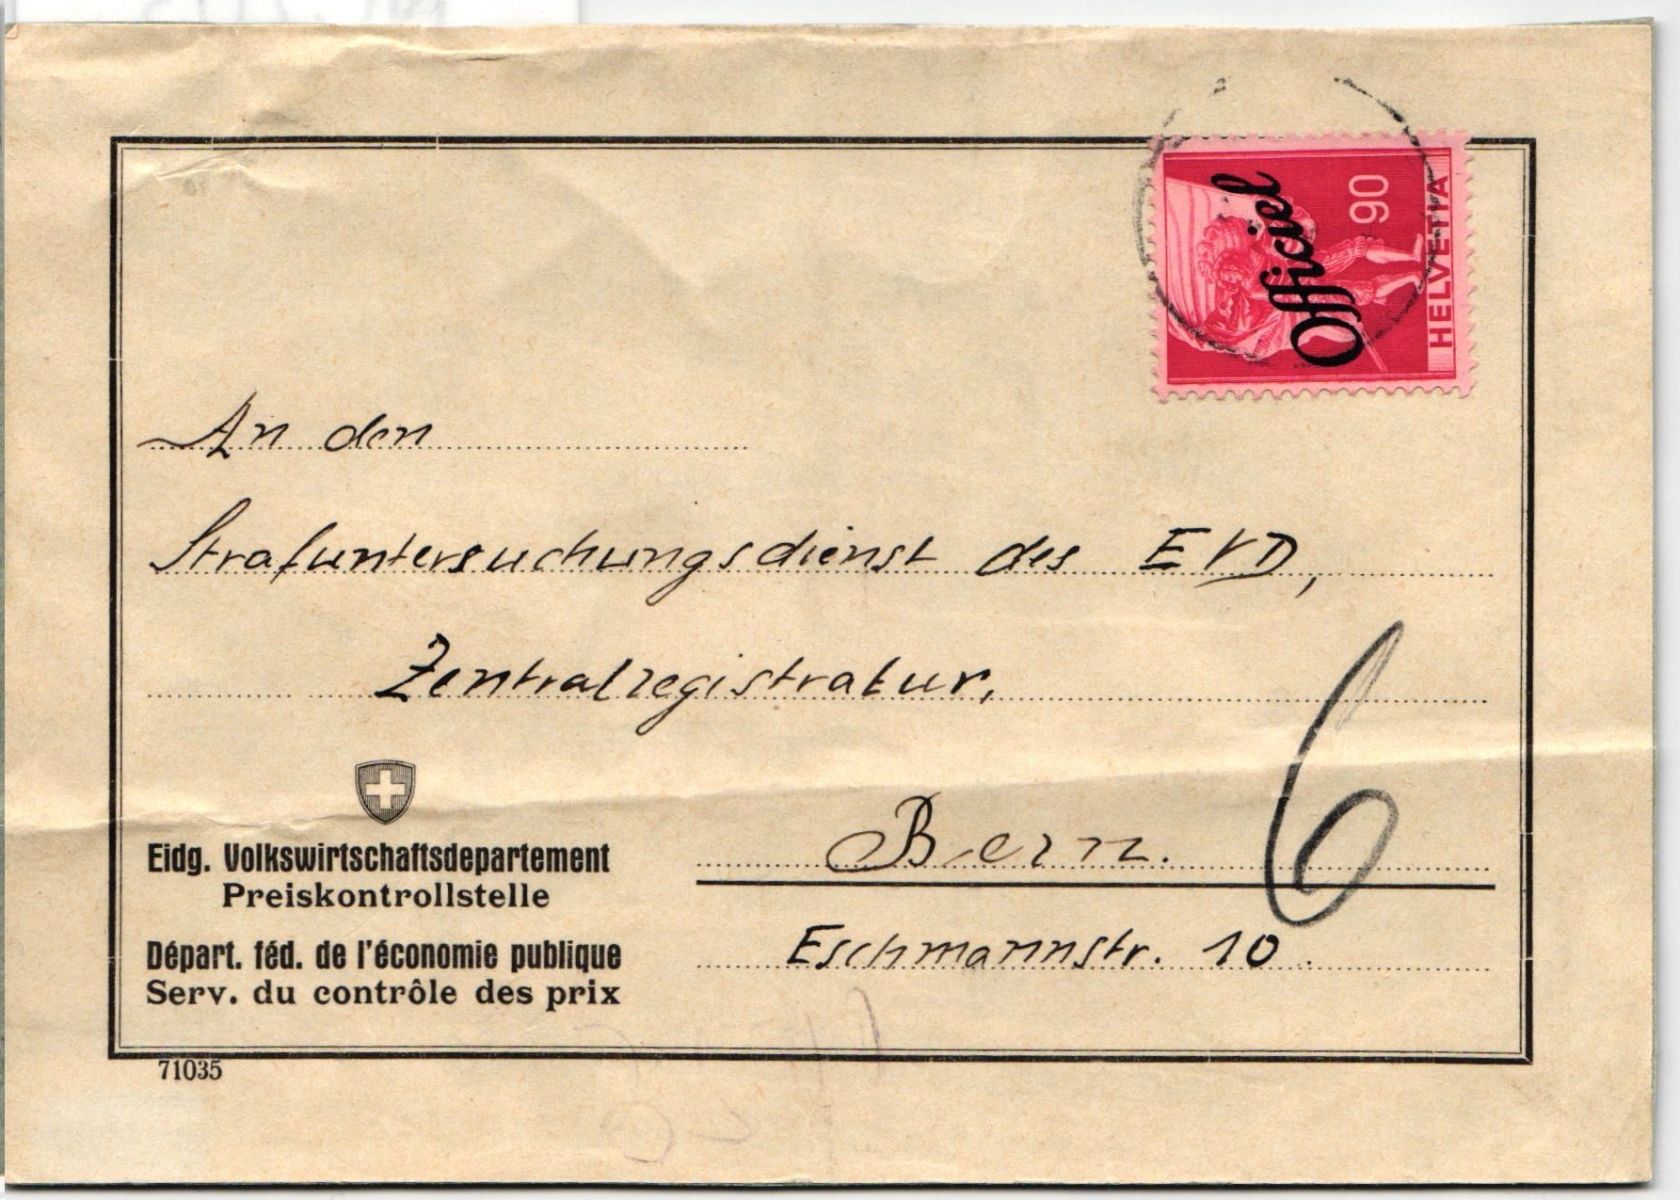 Officiel
90
HELVETIA
An den
Strafuntersuchungsdienst des EVD,
Zentralregistratur,
Bern.
Eschmannstr. 10.
6
Eidg. Volkswirtschaftsdepartement
Preiskontrollstelle
Départ. féd. de l'économie publique
Serv. du contrôle des prix
71035